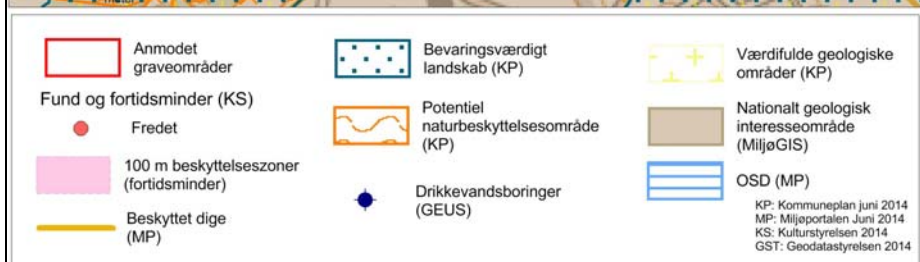 Anmodet
graveområder
Fund og fortidsminder (KS)
Fredet
100 m beskyttelseszoner
(fortidsminder)
Beskyttet dige
(MP)
Bevaringsværdigt
landskab (KP)
Potentiel
naturbeskyttelsesområde
(KP)
Drikkevandsboringer
(GEUS)
Værdifulde geologiske
områder (KP)
Nationalt geologisk
interesseområde
(MiljøGIS)
OSD (MP)
KP: Kommuneplan juni 2014
MP: Miljøportalen Juni 2014
KS: Kulturstyrelsen 2014
GST: Geodatastyrelsen 2014